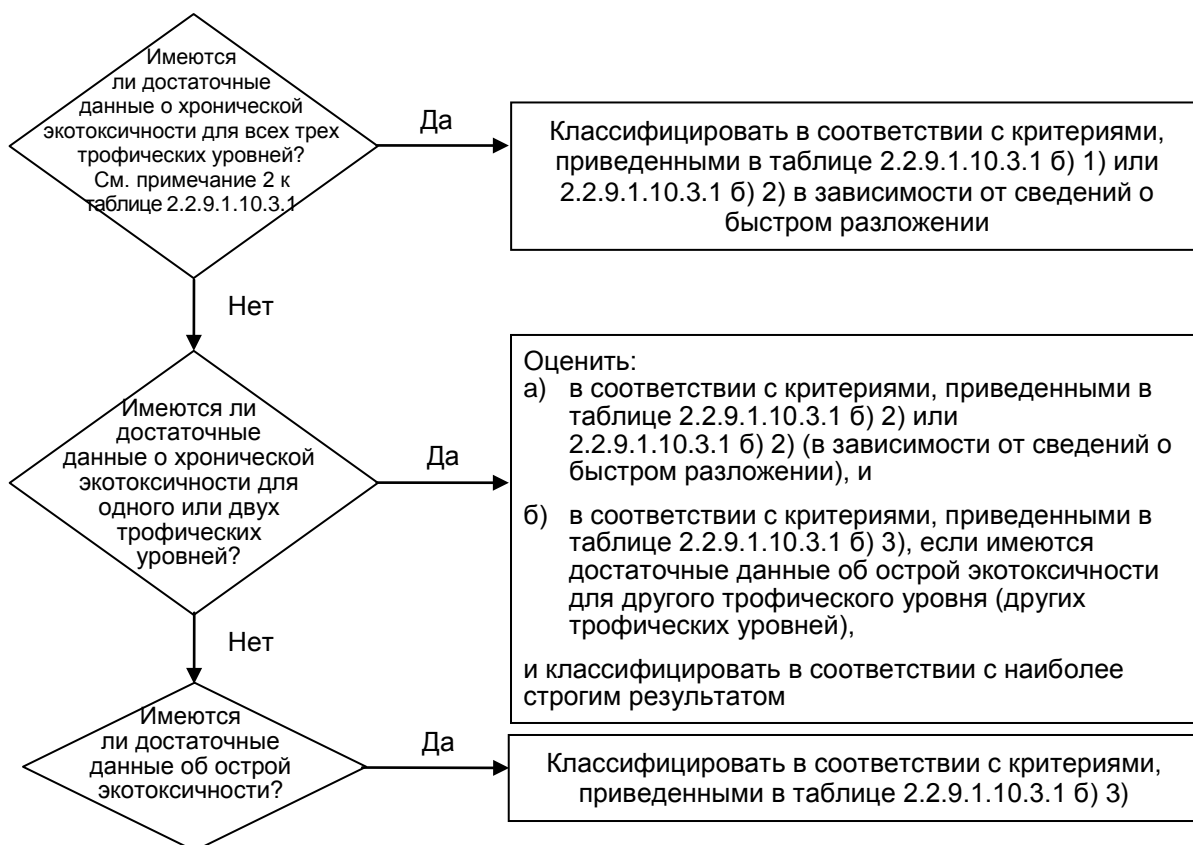 Имеются
ли достаточные
данные о хронической
экотоксичности для всех трех
трофических уровней?
См. примечание 2 к
таблице 2.2.9.1.10.3.1
Да
Классифицировать в соответствии с критериями,
приведенными в таблице 2.2.9.1.10.3.1 б) 1) или
2.2.9.1.10.3.1 б) 2) в зависимости от сведений о
быстром разложении
Нет
Имеются ли
достаточные
данные о хронической
экотоксичности для
одного или двух
трофических
уровней?
Да
Оценить:
а) в соответствии с критериями, приведенными в
таблице 2.2.9.1.10.3.1 б) 2) или
2.2.9.1.10.3.1 б) 2) (в зависимости от сведений о
быстром разложении), и
б) в соответствии с критериями, приведенными в
таблице 2.2.9.1.10.3.1 б) 3), если имеются
достаточные данные об острой экотоксичности
для другого трофического уровня (других
трофических уровней),
и классифицировать в соответствии с наиболее
строгим результатом
Нет
Имеются
ли достаточные
данные об острой
экотоксичности?
Да
Классифицировать в соответствии с критериями,
приведенными в таблице 2.2.9.1.10.3.1 б) 3)